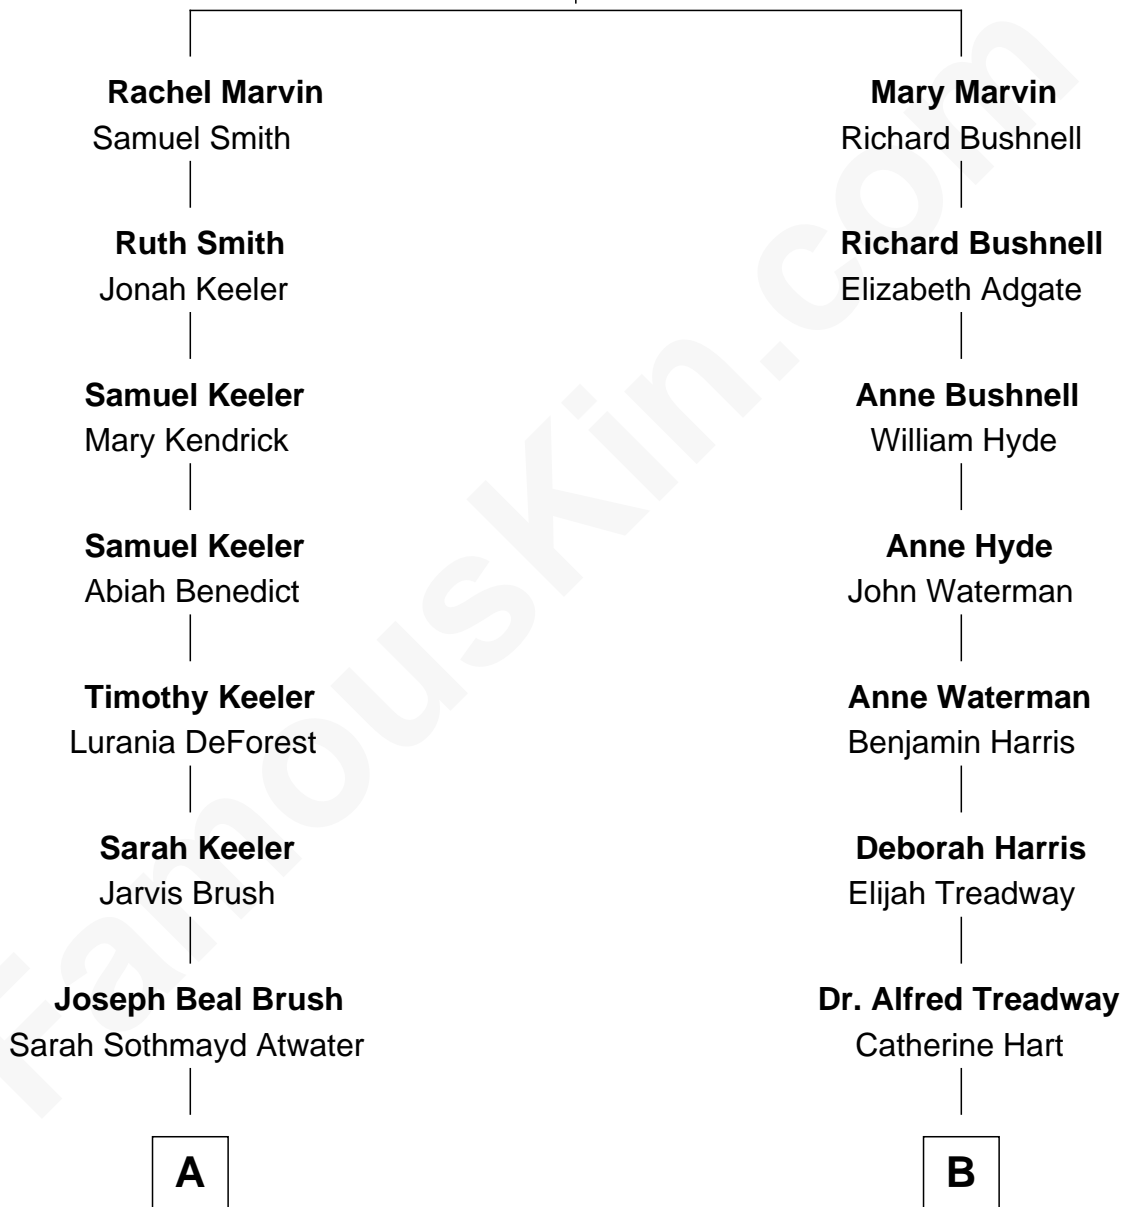 Rachel Marvin
Samuel Smith
Ruth Smith
Jonah Keeler
Samuel Keeler
Mary Kendrick
Samuel Keeler
Abiah Benedict
Timothy Keeler
Lurania DeForest
Sarah Keeler
Jarvis Brush
Joseph Beal Brush
Sarah Sothmayd Atwater
A
Mary Marvin
Richard Bushnell
Richard Bushnell
Elizabeth Adgate
Anne Bushnell
William Hyde
Anne Hyde
John Waterman
Anne Waterman
Benjamin Harris
Deborah Harris
Elijah Treadway
Dr. Alfred Treadway
Catherine Hart
B
FamousKin.com